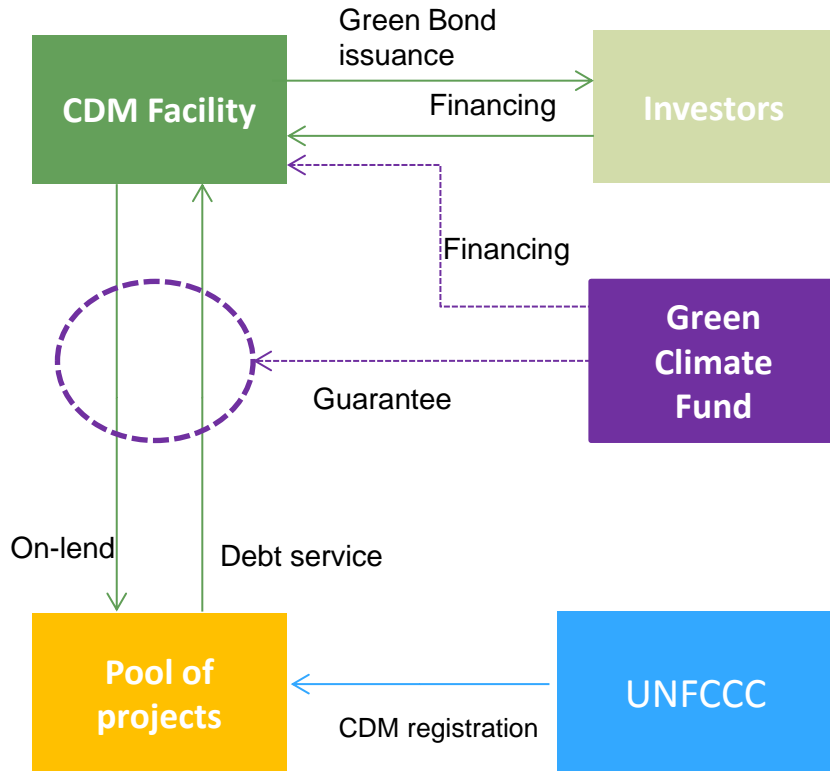 Green Bond
issuance
CDM Facility
Financing
Investors
Financing
Green
Climate
Fund
Guarantee
On-lend
Debt service
Pool of
projects
UNFCCC
CDM registration